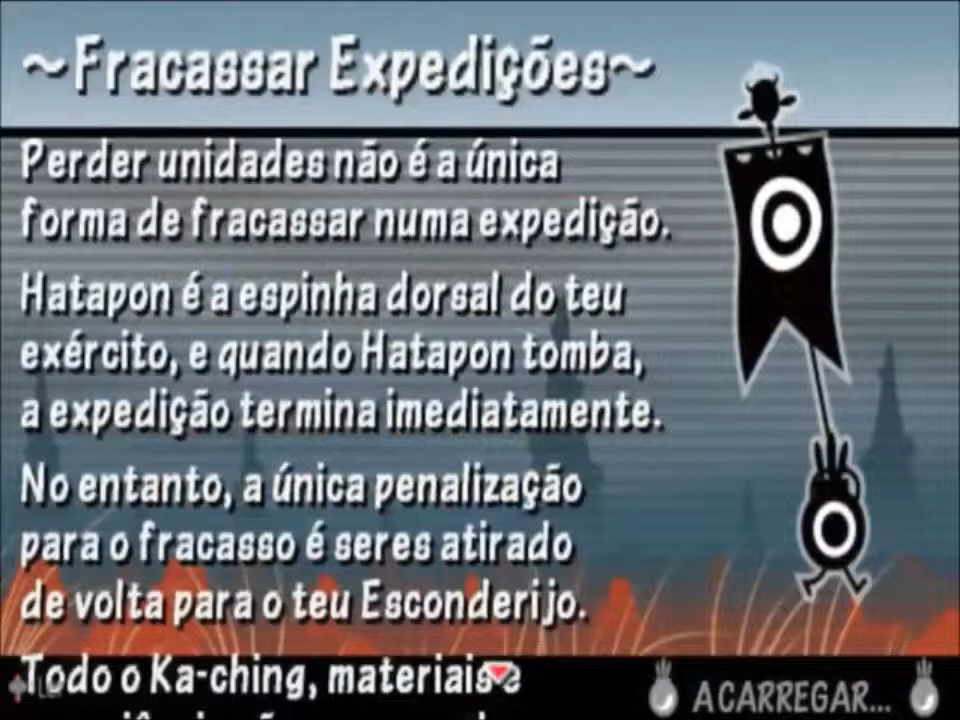 ~Fracassar Expedições~
Perder unidades não é a única
forma de fracassar numa expedição.
Hatapon é a espinha dorsal do teu
exército, e quando Hatapon tomba,
a expedição termina imediatamente.
No entanto, a única penalização
para o fracasso é seres atirado
de volta para o teu Esconderijo.
Todo o Ka-ching, materiais e
A CARREGAR...